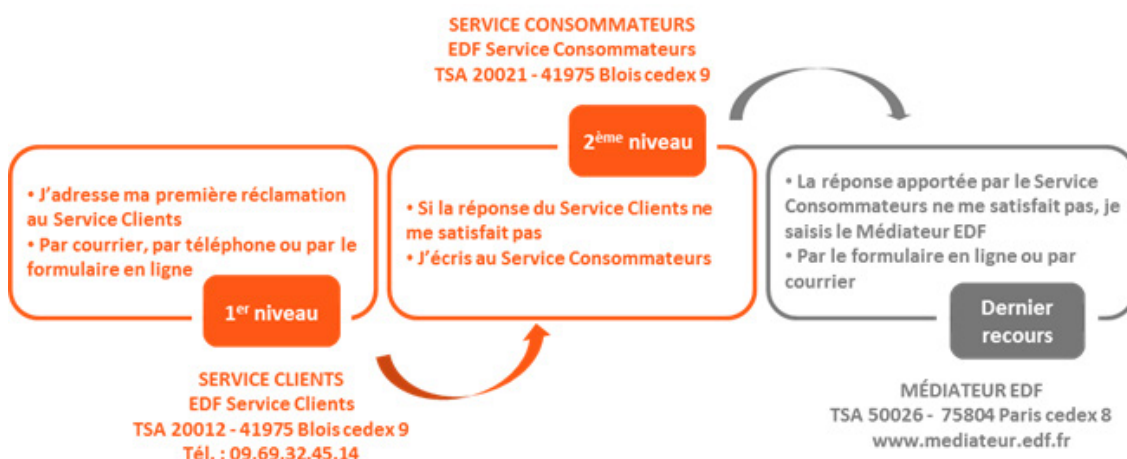 SERVICE CONSOMMATEURS
EDF Service Consommateurs
TSA 20021 - 41975 Blois cedex 9
• J'adresse ma première réclamation
au Service Clients
• Par courrier, par téléphone ou par le
formulaire en ligne
1er niveau
SERVICE CLIENTS
EDF Service Clients
TSA 20012 - 41975 Blois cedex 9
Tél. : 09.69.32.45.14
2ème niveau
• Si la réponse du Service Clients ne
me satisfait pas
• J'écris au Service Consommateurs
• La réponse apportée par le Service
Consommateurs ne me satisfait pas, je
saisis le Médiateur EDF
• Par le formulaire en ligne ou par
courrier
Dernier
recours
MÉDIATEUR EDF
TSA 50026 - 75804 Paris cedex 8
www.mediateur.edf.fr